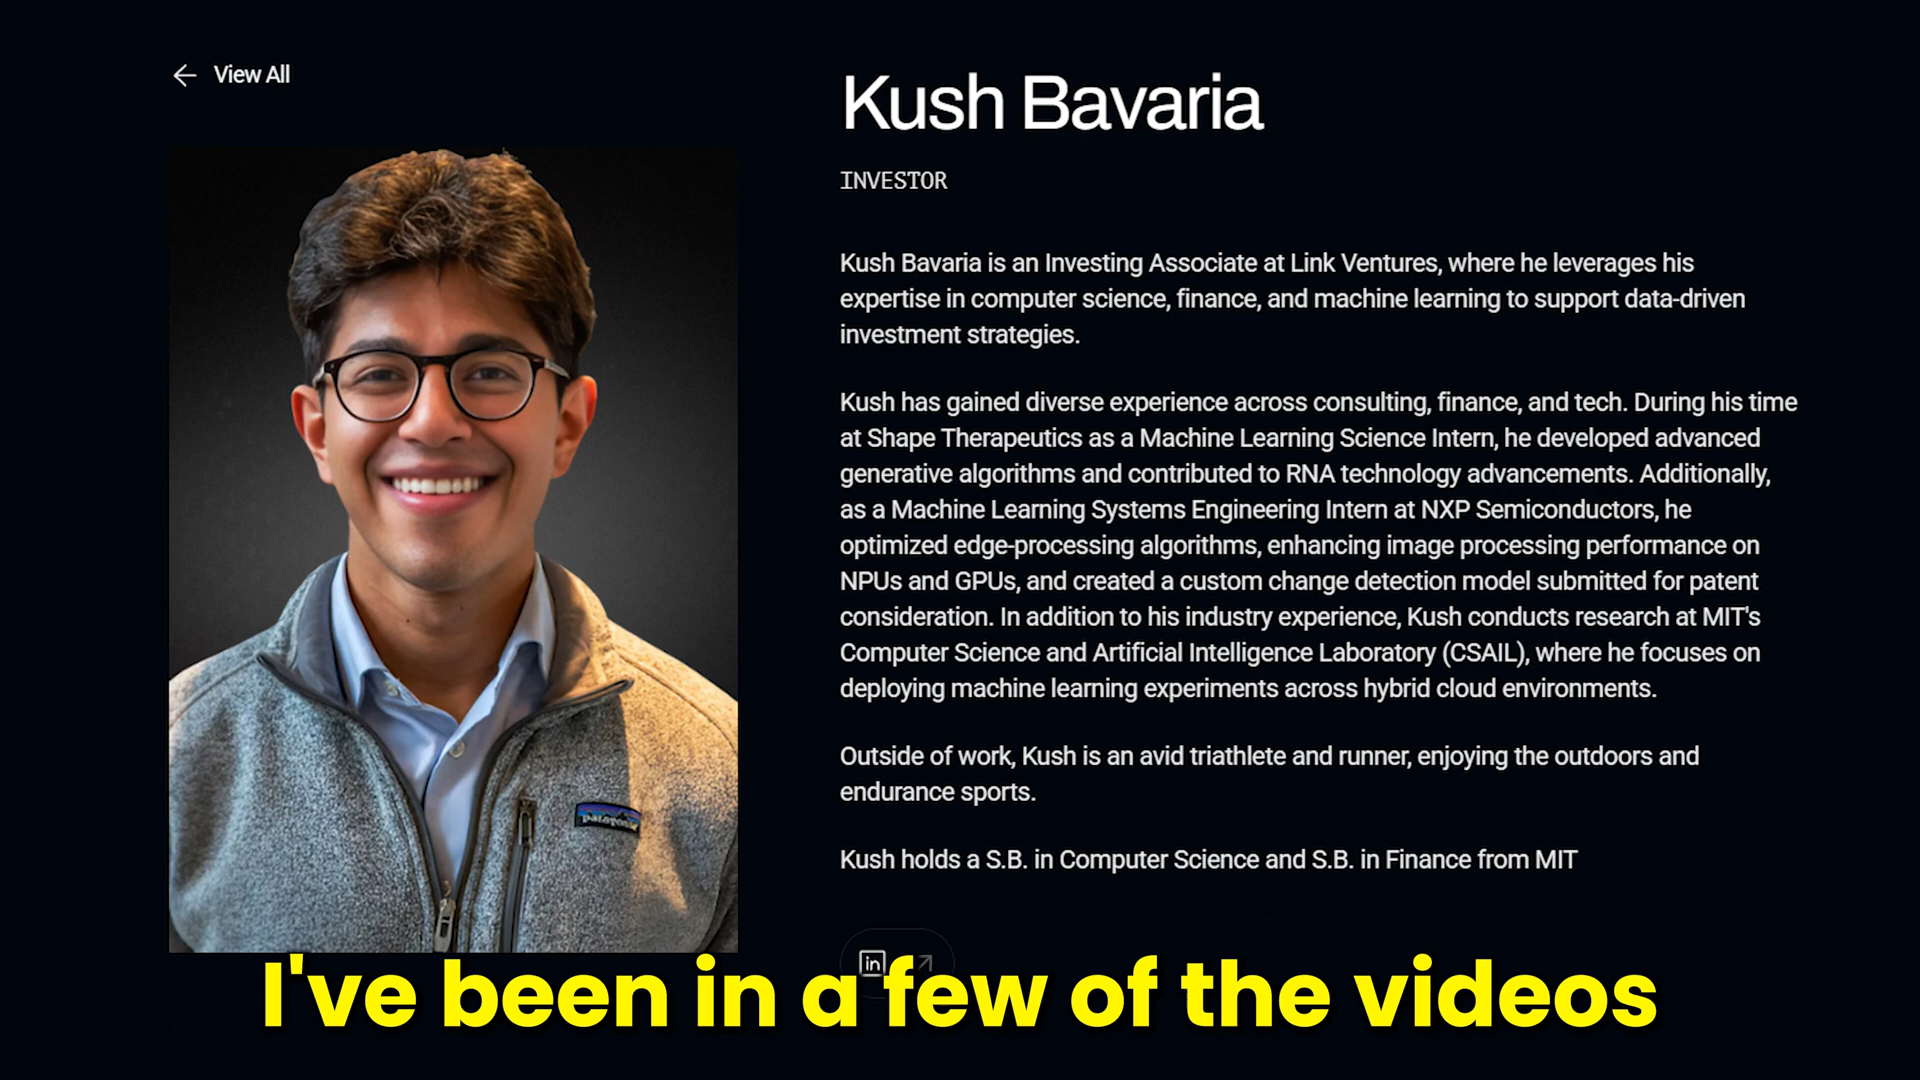 View All
Kush Bavaria
INVESTOR
Kush Bavaria is an Investing Associate at Link Ventures, where he leverages his
expertise in computer science, finance, and machine learning to support data-driven
investment strategies.
Kush has gained diverse experience across consulting, finance, and tech. During his time
at Shape Therapeutics as a Machine Learning Science Intern, he developed advanced
generative algorithms and contributed to RNA technology advancements. Additionally,
as a Machine Learning Systems Engineering Intern at NXP Semiconductors, he
optimized edge-processing algorithms, enhancing image processing performance on
NPUs and GPUs, and created a custom change detection model submitted for patent
consideration. In addition to his industry experience, Kush conducts research at MIT's
Computer Science and Artificial Intelligence Laboratory (CSAIL), where he focuses on
deploying machine learning experiments across hybrid cloud environments.
Outside of work, Kush is an avid triathlete and runner, enjoying the outdoors and
endurance sports.
Kush holds a S.B. in Computer Science and S.B. in Finance from MIT
patagonia
in
I've been in a few of the videos